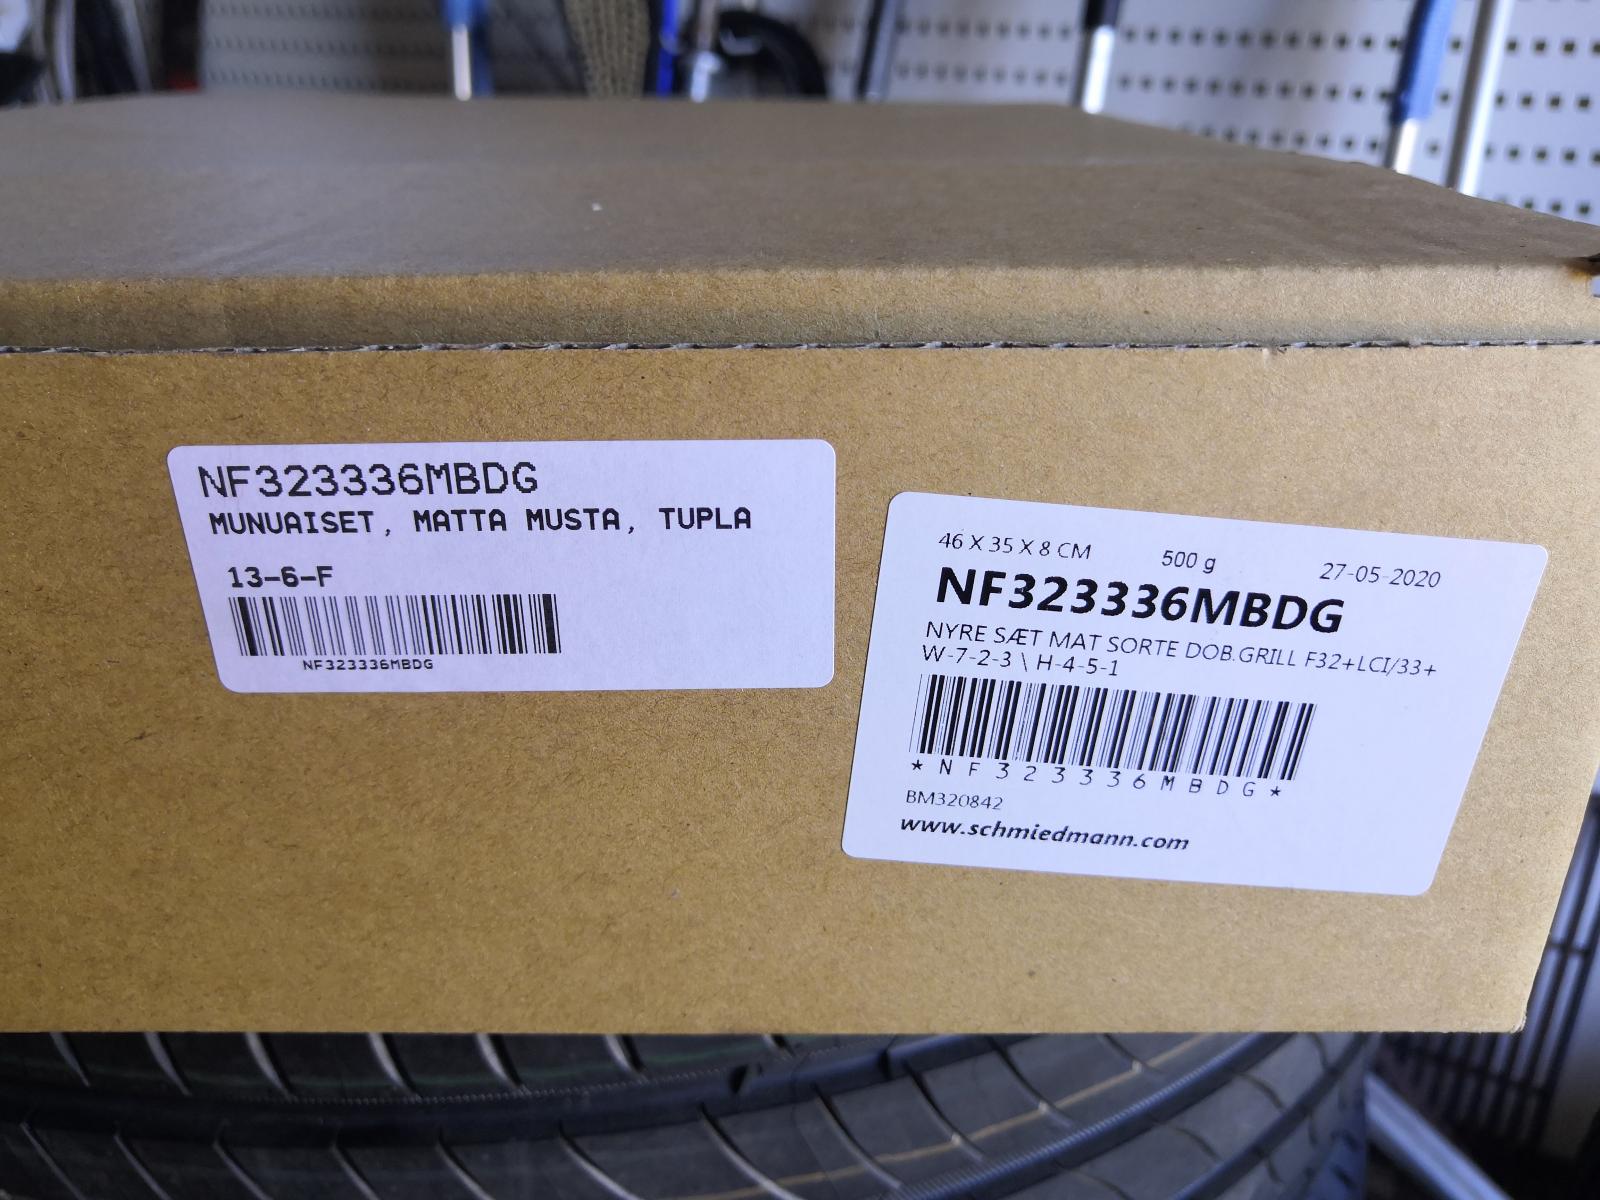 NF323336MBDG
MUNUAISET, MATTA MUSTA, TUPLA
13-6-F
NF323336MBDG
46 X 35 X 8 CM 500 g 27-05-2020
NF323336MBDG
NYRE SÆT MAT SORTE DOB.GRILL F32+LCI/33+
W-7-2-3 \ H-4-5-1
*NF323336MBDG*
BM320842
www.schmiedmann.com